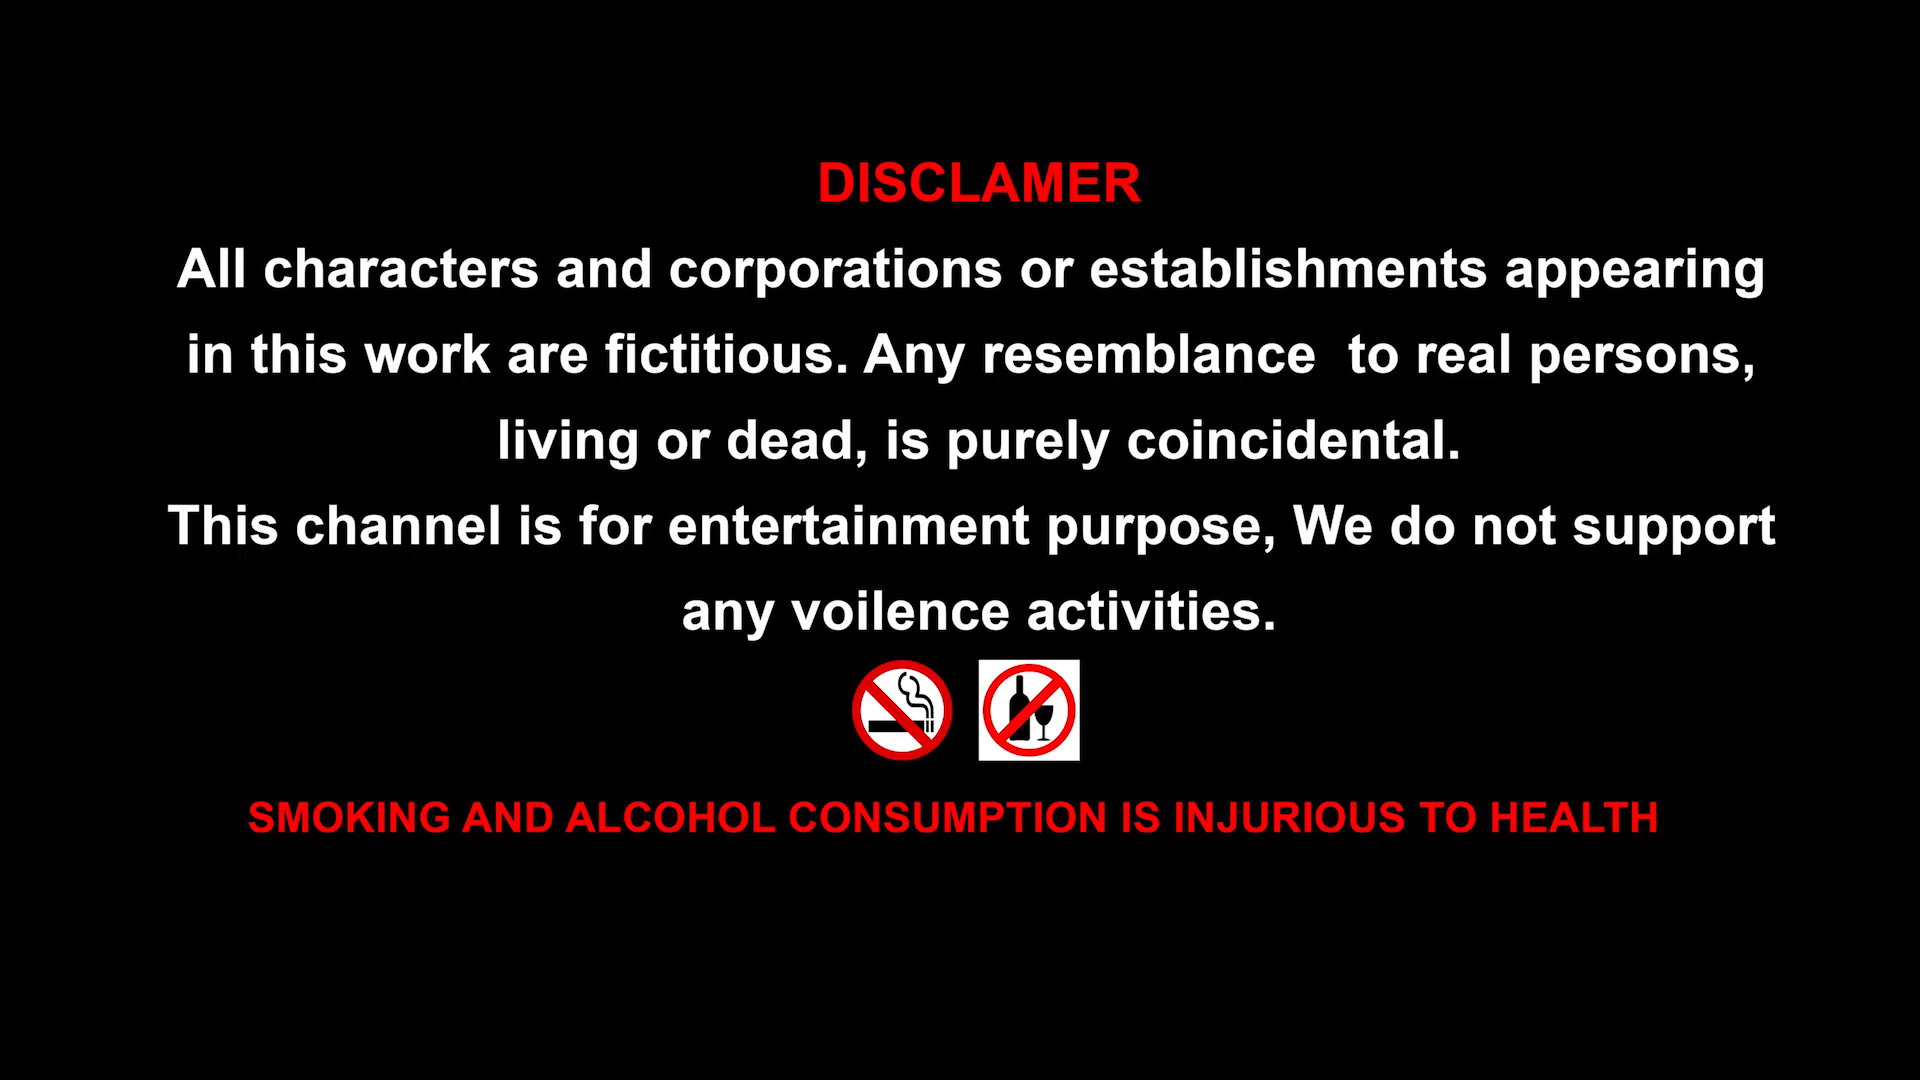 DISCLAMER
All characters and corporations or establishments appearing
in this work are fictitious. Any resemblance  to real persons,
living or dead, is purely coincidental.
This channel is for entertainment purpose, We do not support
any voilence activities.
SMOKING AND ALCOHOL CONSUMPTION IS INJURIOUS TO HEALTH